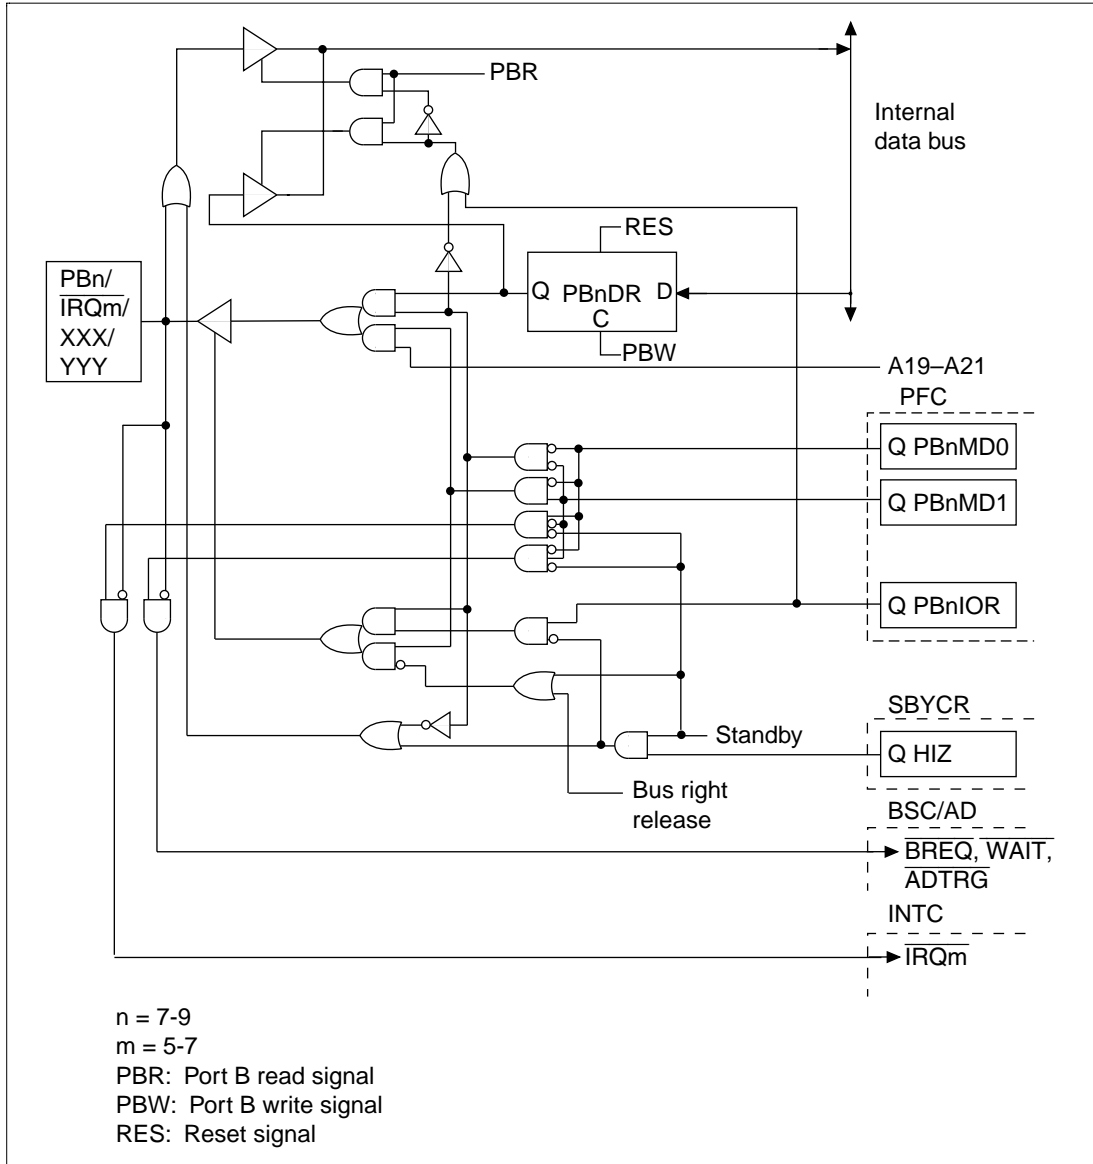 PBR
Internal
data bus
RES
PBn/
IRQm/
XXX/
YYY
Q PBnDR D
C
PBW
A19–A21
PFC
Q PBnMD0
Q PBnMD1
Q PBnIOR
SBYCR
Standby
Q HIZ
Bus right
release
BSC/AD
BREQ, WAIT,
ADTRG
INTC
IRQm
n = 7-9
m = 5-7
PBR: Port B read signal
PBW: Port B write signal
RES: Reset signal